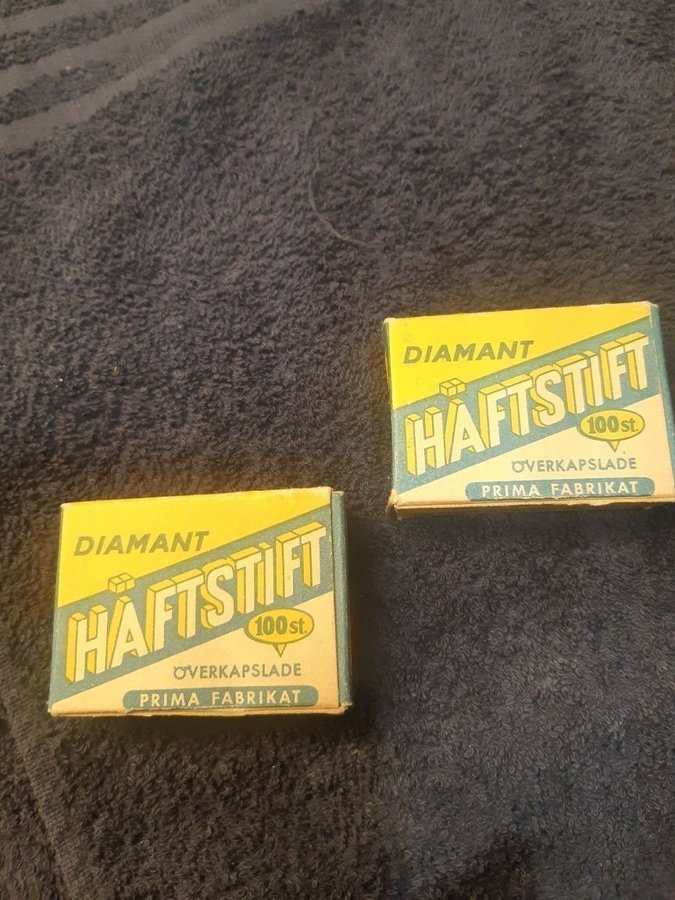 DIAMANT
HÄFTSTIFT
100 st.
ÖVERKAPSLADE
PRIMA FABRIKAT
DIAMANT
HÄFTSTIFT
100 st.
ÖVERKAPSLADE
PRIMA FABRIKAT